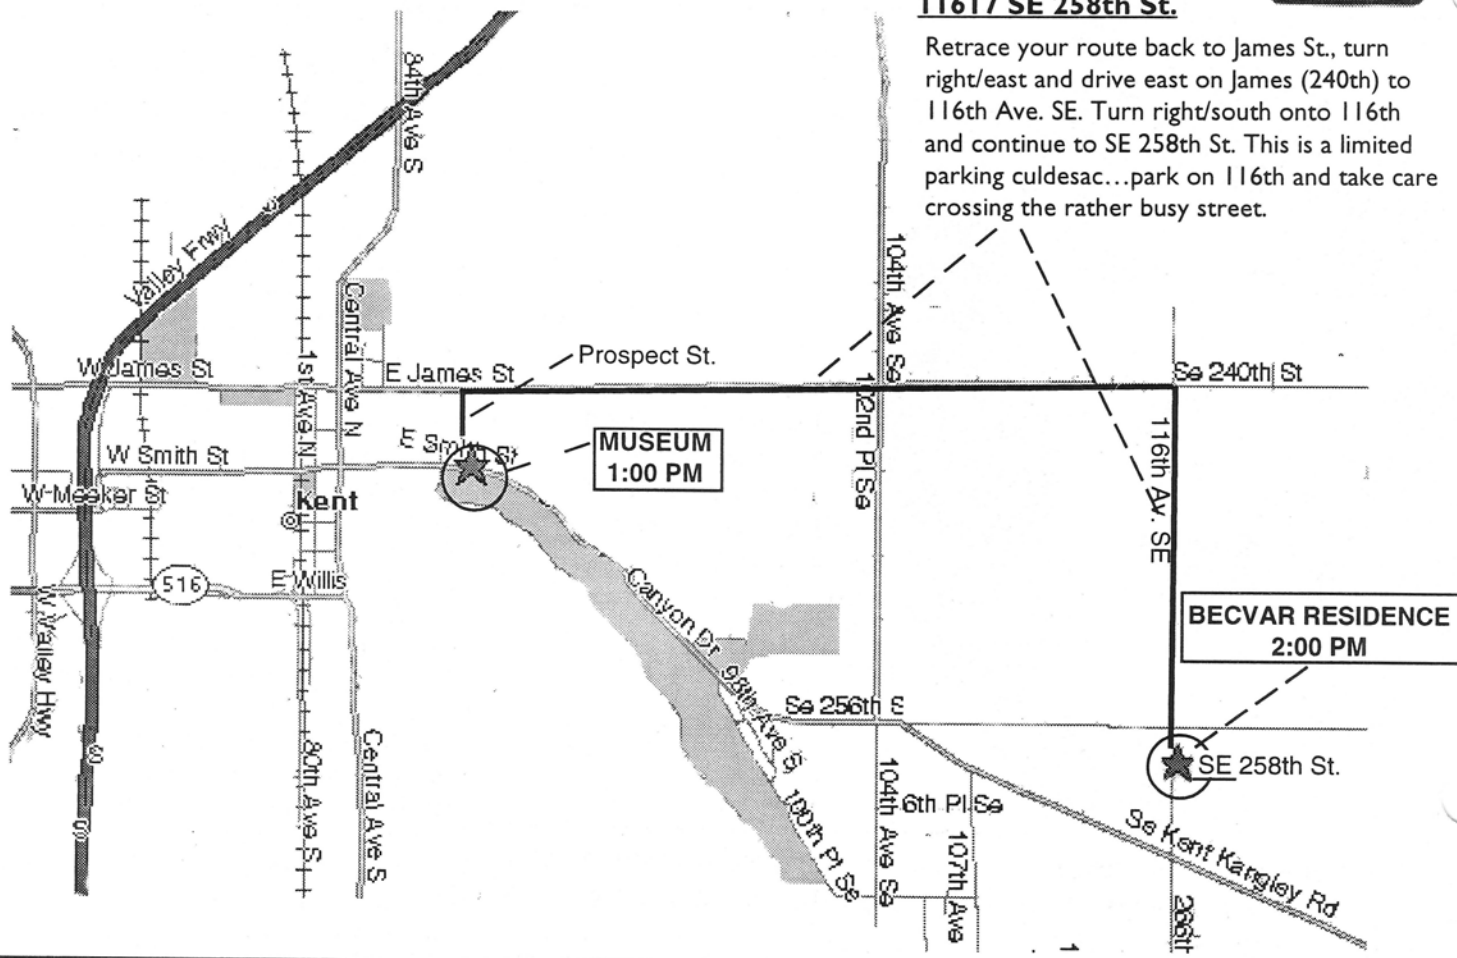 11617 SE 258th St.
Retrace your route back to James St., turn
right/east and drive east on James (240th) to
116th Ave. SE. Turn right/south onto 116th
and continue to SE 258th St. This is a limited
parking culdesac...park on 116th and take care
crossing the rather busy street.
84th Ave S
Valley Frwy
104th Ave Se
Central Ave N
1st Ave N
Prospect St.
W James St
E James St
Se 240th St
102nd Pl Se
116th Av. SE
E Smith St
MUSEUM
1:00 PM
W Smith St
W Meeker St
Kent
516
E Willis
W Valley Hwy
Canyon Dr
98th Ave S
BECVAR RESIDENCE
2:00 PM
Se 256th S
SE 258th St.
80th Ave S
Central Ave S
100th Pl Se
104th Ave Se
6th Pl Se
107th Ave
Se Kent Kangley Rd
266th
1